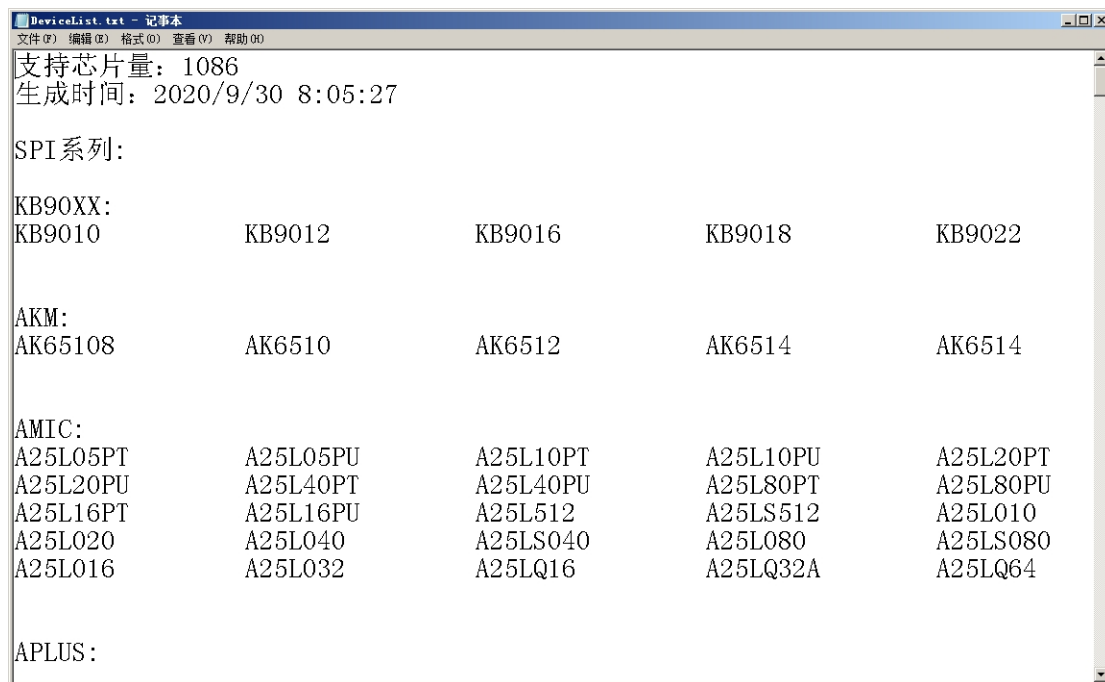 DeviceList.txt - 记事本
文件(F) 编辑(E) 格式(O) 查看(V) 帮助(H)
支持芯片量：1086
生成时间：2020/9/30 8:05:27
SPI系列:
KB90XX:
KB9010 KB9012 KB9016 KB9018 KB9022
AKM:
AK65108 AK6510 AK6512 AK6514 AK6514
AMIC:
A25L05PT A25L05PU A25L10PT A25L10PU A25L20PT
A25L20PU A25L40PT A25L40PU A25L80PT A25L80PU
A25L16PT A25L16PU A25L512 A25LS512 A25L010
A25L020 A25L040 A25LS040 A25L080 A25LS080
A25L016 A25L032 A25LQ16 A25LQ32A A25LQ64
APLUS: